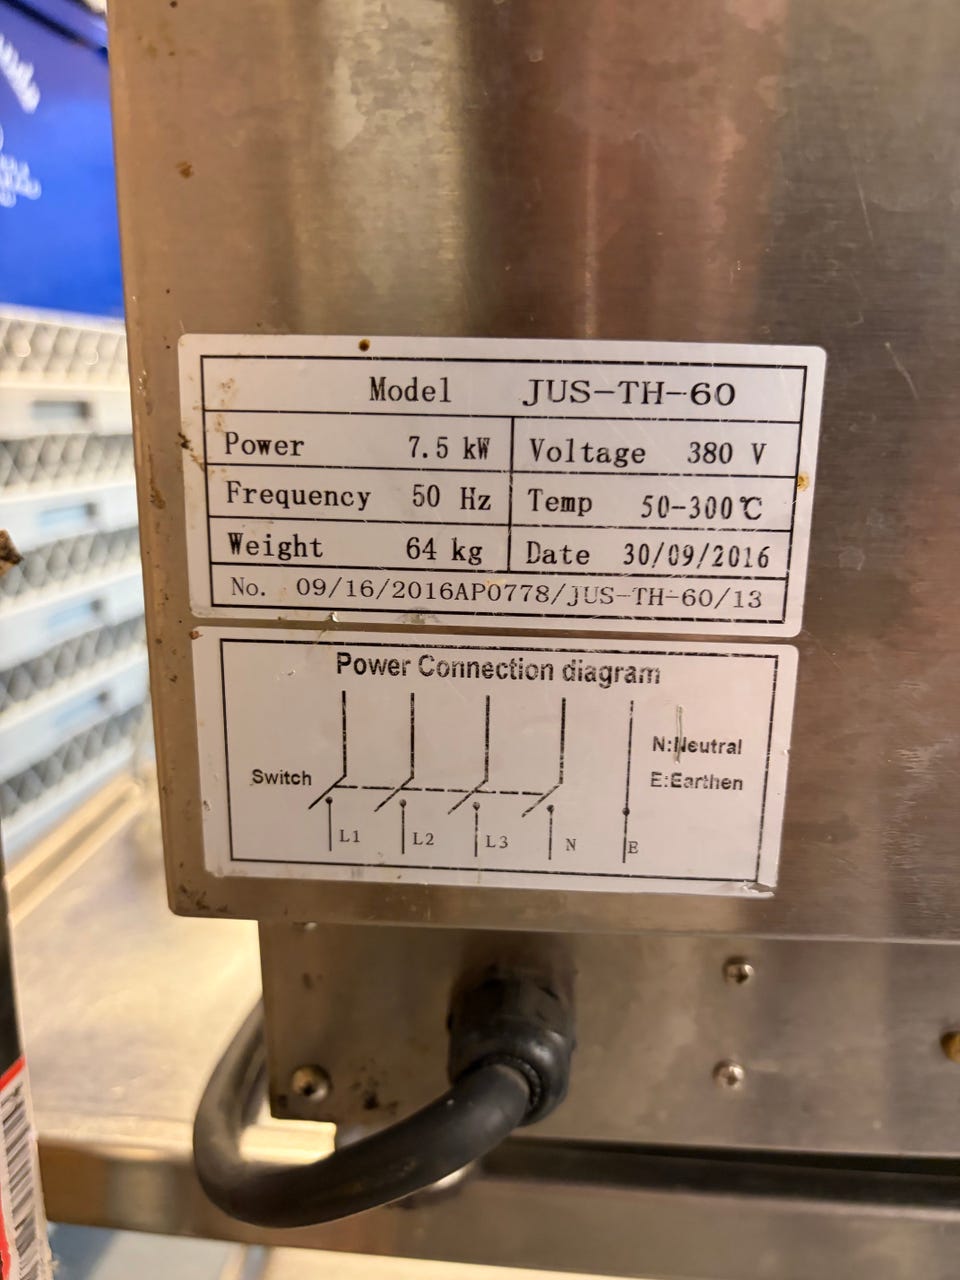 Model JUS-TH-60
Power 7.5 kW Voltage 380 V
Frequency 50 Hz Temp 50-300℃
Weight 64 kg Date 30/09/2016
No. 09/16/2016AP0778/JUS-TH-60/13
Power Connection diagram
N:Neutral
Switch E:Earthen
L1 L2 L3 N E